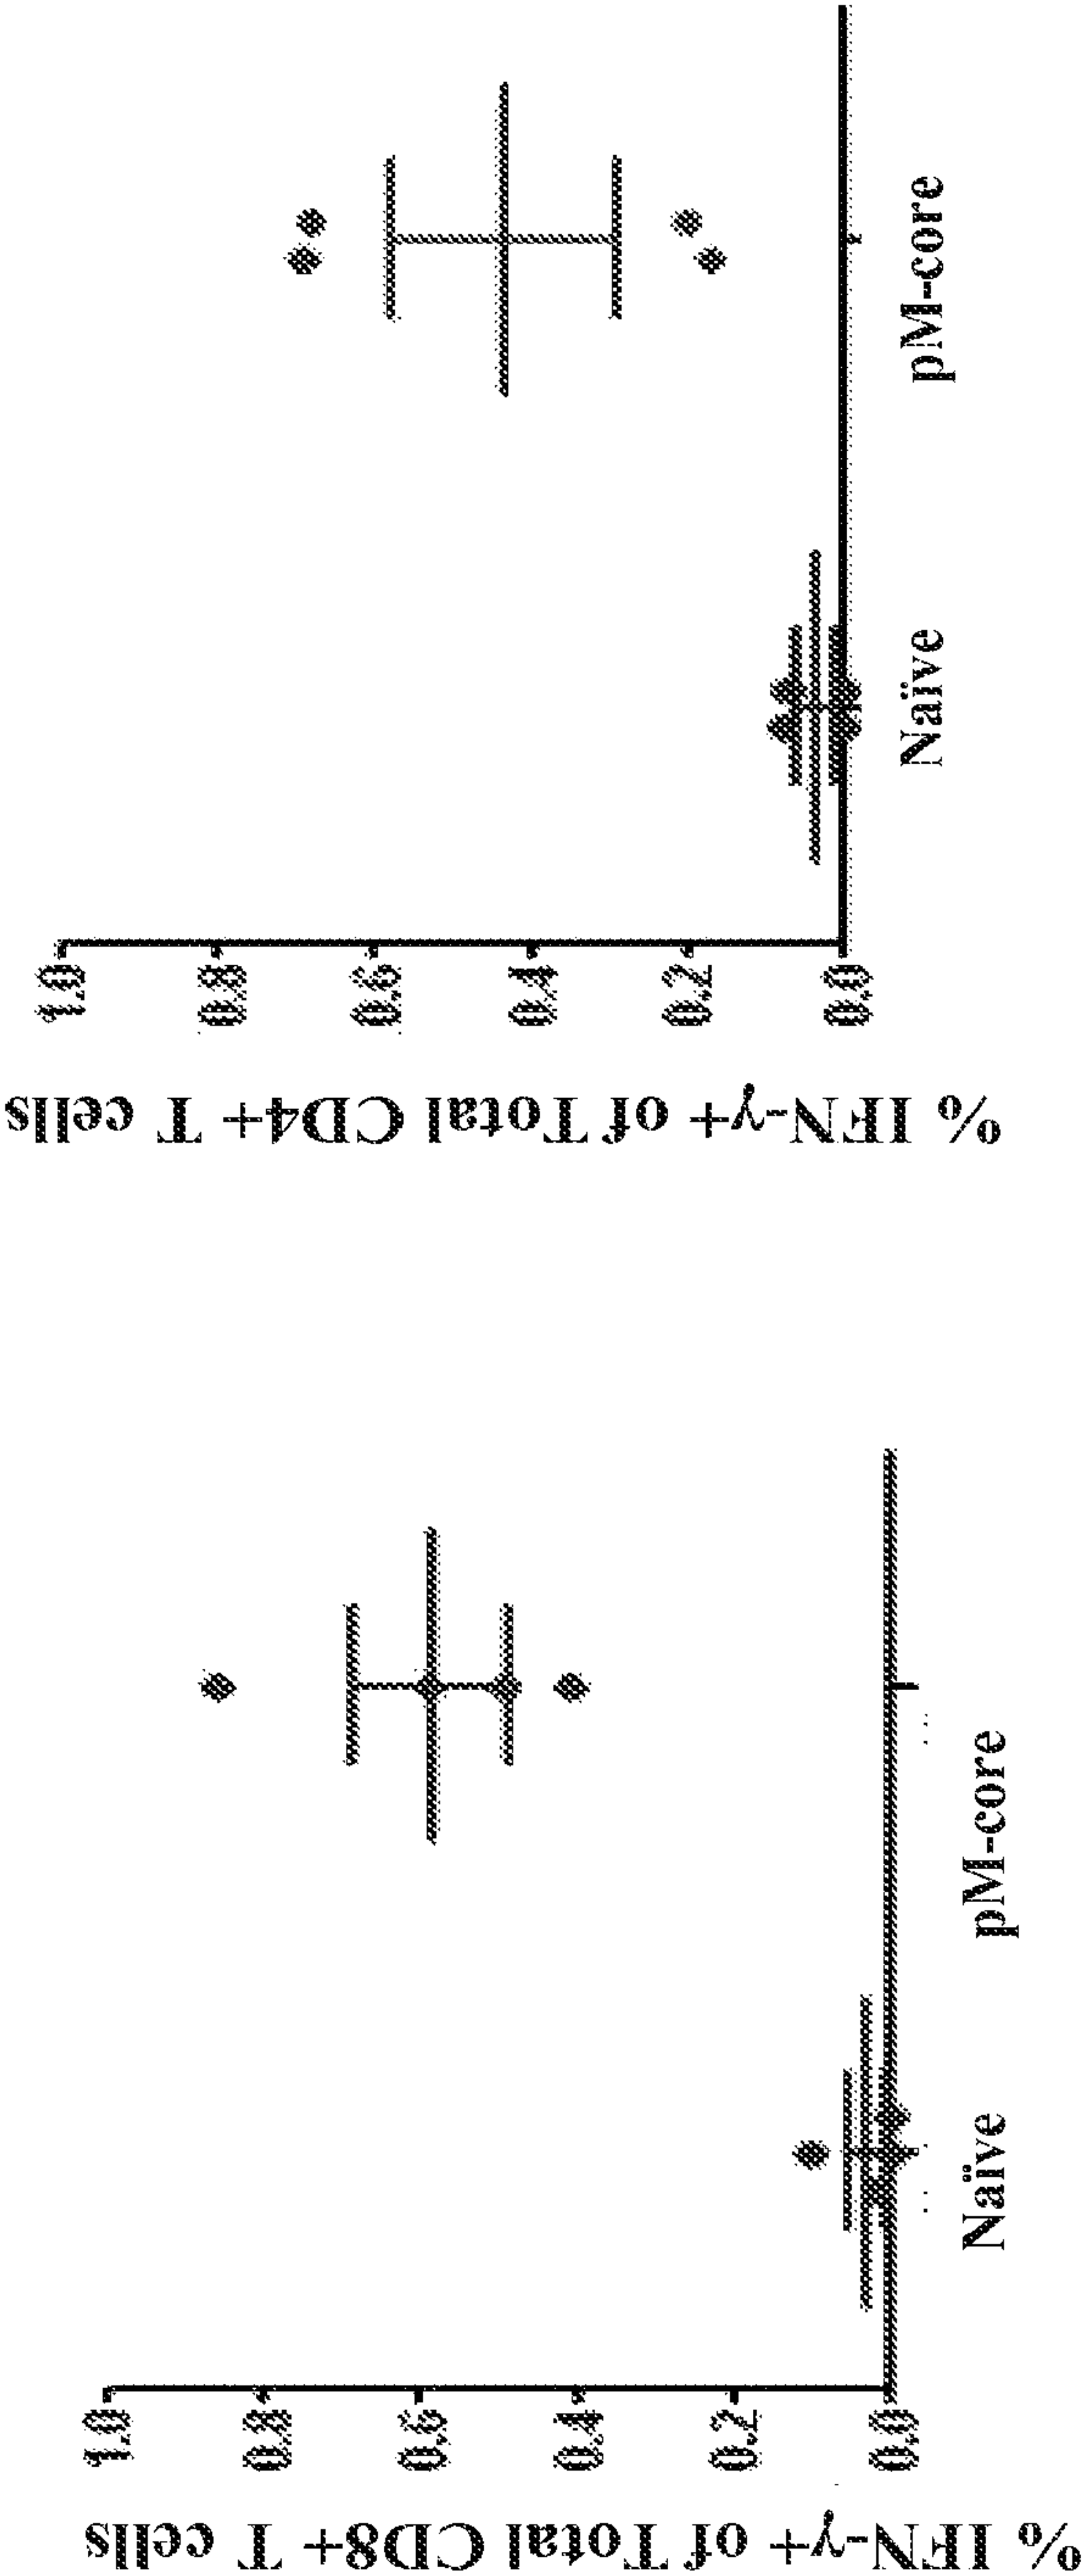 % IFN-γ+ of Total CD8+ T cells
1.0
0.8
0.6
0.4
0.2
0.0
Naïve
pM-core
% IFN-γ+ of Total CD4+ T cells
1.0
0.8
0.6
0.4
0.2
0.0
Naïve
pM-core